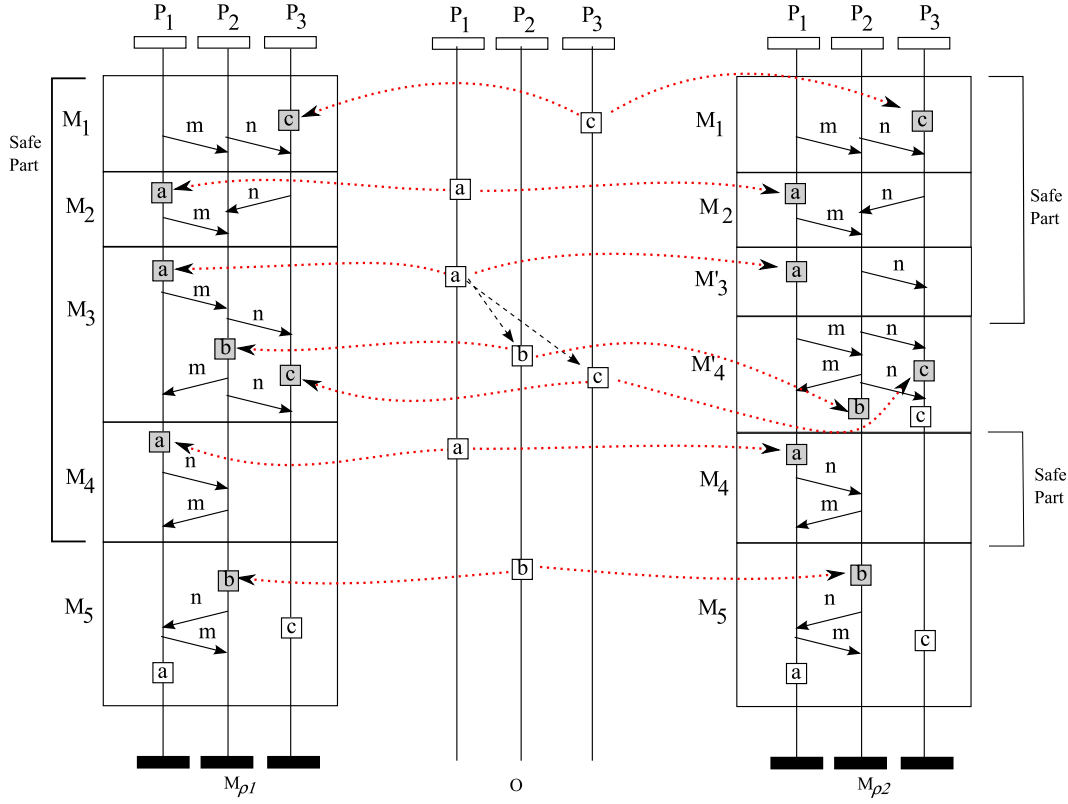 P1 P2 P3 P1 P2 P3 P1 P2 P3
M1 m n c c M1 m n c
Safe
Part
M2 a n m a M2 a n m
Safe
Part
M3 a m n b m c n a b c M'3 a n
M'4 m n m n c b c
M4 a n m a M4 a n m
Safe
Part
M5 b n m c a b M5 b n m c a
Mρ1 O Mρ2